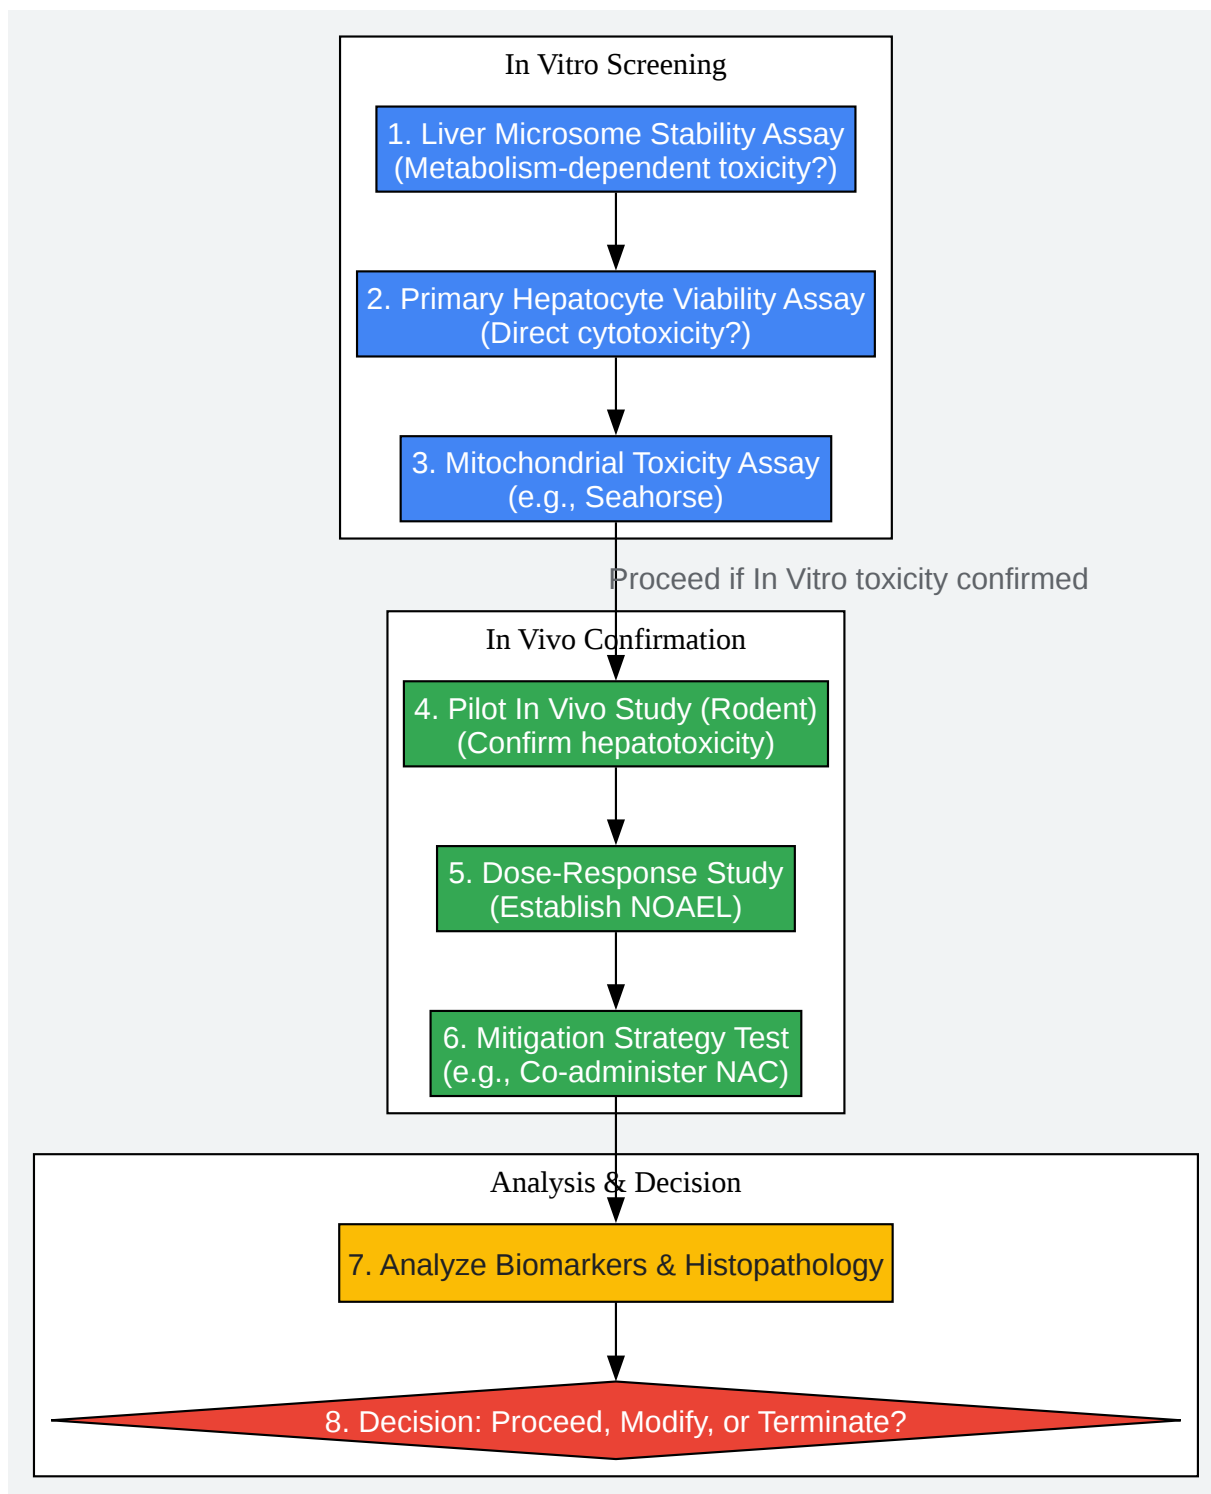 In Vitro Screening
1. Liver Microsome Stability Assay
(Metabolism-dependent toxicity?)
2. Primary Hepatocyte Viability Assay
(Direct cytotoxicity?)
3. Mitochondrial Toxicity Assay
(e.g., Seahorse)
Proceed if In Vitro toxicity confirmed
In Vivo Confirmation
4. Pilot In Vivo Study (Rodent)
(Confirm hepatotoxicity)
5. Dose-Response Study
(Establish NOAEL)
6. Mitigation Strategy Test
(e.g., Co-administer NAC)
Analysis & Decision
7. Analyze Biomarkers & Histopathology
8. Decision: Proceed, Modify, or Terminate?